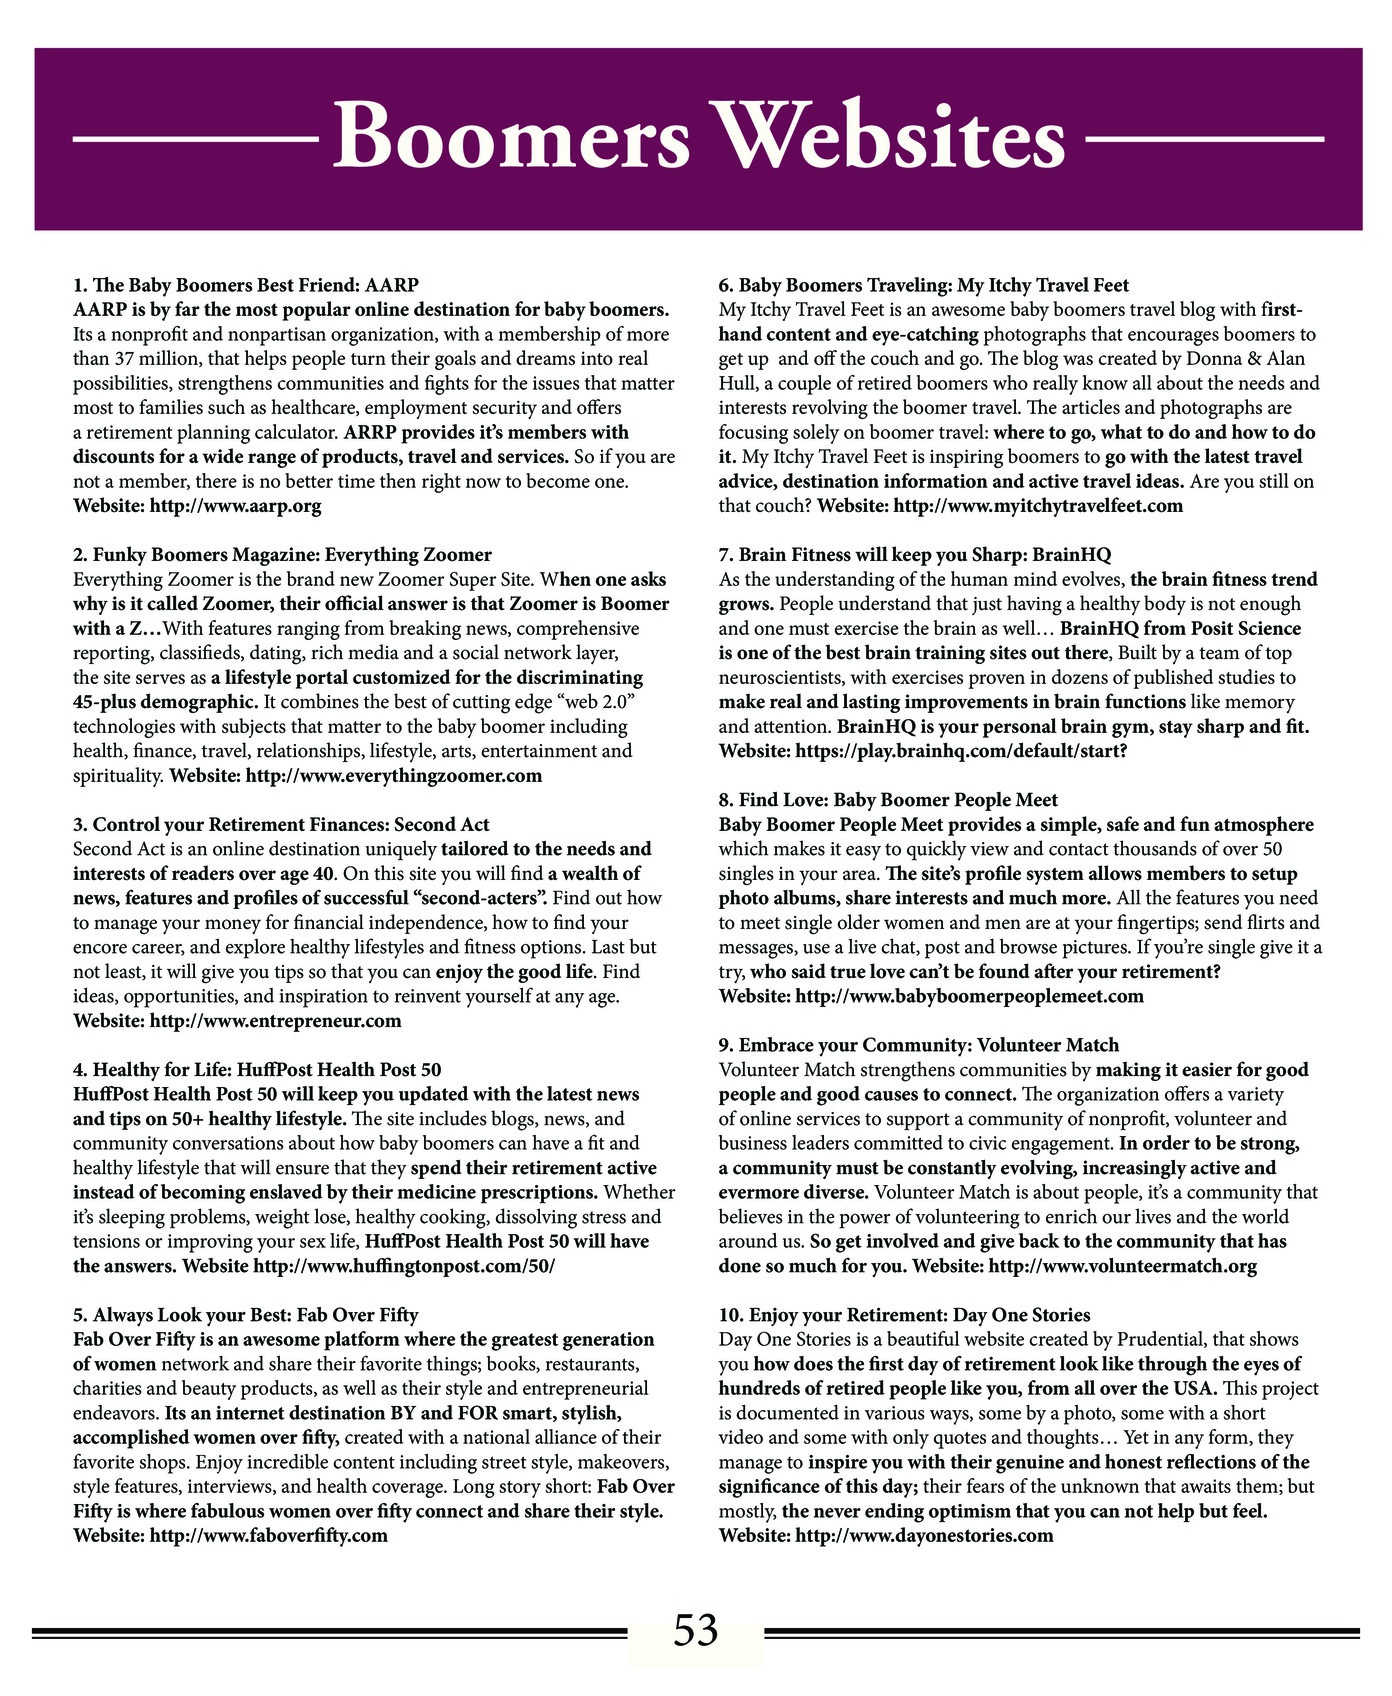 Boomers Websites
1. The Baby Boomers Best Friend: AARP
AARP is by far the most popular online destination for baby boomers.
Its a nonprofit and nonpartisan organization, with a membership of more
than 37 million, that helps people turn their goals and dreams into real
possibilities, strengthens communities and fights for the issues that matter
most to families such as healthcare, employment security and offers
a retirement planning calculator. ARRP provides it’s members with
discounts for a wide range of products, travel and services. So if you are
not a member, there is no better time then right now to become one.
Website: http://www.aarp.org
2. Funky Boomers Magazine: Everything Zoomer
Everything Zoomer is the brand new Zoomer Super Site. When one asks
why is it called Zoomer, their official answer is that Zoomer is Boomer
with a Z…With features ranging from breaking news, comprehensive
reporting, classifieds, dating, rich media and a social network layer,
the site serves as a lifestyle portal customized for the discriminating
45-plus demographic. It combines the best of cutting edge “web 2.0”
technologies with subjects that matter to the baby boomer including
health, finance, travel, relationships, lifestyle, arts, entertainment and
spirituality. Website: http://www.everythingzoomer.com
3. Control your Retirement Finances: Second Act
Second Act is an online destination uniquely tailored to the needs and
interests of readers over age 40. On this site you will find a wealth of
news, features and profiles of successful “second-acters”. Find out how
to manage your money for financial independence, how to find your
encore career, and explore healthy lifestyles and fitness options. Last but
not least, it will give you tips so that you can enjoy the good life. Find
ideas, opportunities, and inspiration to reinvent yourself at any age.
Website: http://www.entrepreneur.com
4. Healthy for Life: HuffPost Health Post 50
HuffPost Health Post 50 will keep you updated with the latest news
and tips on 50+ healthy lifestyle. The site includes blogs, news, and
community conversations about how baby boomers can have a fit and
healthy lifestyle that will ensure that they spend their retirement active
instead of becoming enslaved by their medicine prescriptions. Whether
it’s sleeping problems, weight lose, healthy cooking, dissolving stress and
tensions or improving your sex life, HuffPost Health Post 50 will have
the answers. Website http://www.huffingtonpost.com/50/
5. Always Look your Best: Fab Over Fifty
Fab Over Fifty is an awesome platform where the greatest generation
of women network and share their favorite things; books, restaurants,
charities and beauty products, as well as their style and entrepreneurial
endeavors. Its an internet destination BY and FOR smart, stylish,
accomplished women over fifty, created with a national alliance of their
favorite shops. Enjoy incredible content including street style, makeovers,
style features, interviews, and health coverage. Long story short: Fab Over
Fifty is where fabulous women over fifty connect and share their style.
Website: http://www.faboverfifty.com
6. Baby Boomers Traveling: My Itchy Travel Feet
My Itchy Travel Feet is an awesome baby boomers travel blog with first-
hand content and eye-catching photographs that encourages boomers to
get up and off the couch and go. The blog was created by Donna & Alan
Hull, a couple of retired boomers who really know all about the needs and
interests revolving the boomer travel. The articles and photographs are
focusing solely on boomer travel: where to go, what to do and how to do
it. My Itchy Travel Feet is inspiring boomers to go with the latest travel
advice, destination information and active travel ideas. Are you still on
that couch? Website: http://www.myitchytravelfeet.com
7. Brain Fitness will keep you Sharp: BrainHQ
As the understanding of the human mind evolves, the brain fitness trend
grows. People understand that just having a healthy body is not enough
and one must exercise the brain as well… BrainHQ from Posit Science
is one of the best brain training sites out there, Built by a team of top
neuroscientists, with exercises proven in dozens of published studies to
make real and lasting improvements in brain functions like memory
and attention. BrainHQ is your personal brain gym, stay sharp and fit.
Website: https://play.brainhq.com/default/start?
8. Find Love: Baby Boomer People Meet
Baby Boomer People Meet provides a simple, safe and fun atmosphere
which makes it easy to quickly view and contact thousands of over 50
singles in your area. The site’s profile system allows members to setup
photo albums, share interests and much more. All the features you need
to meet single older women and men are at your fingertips; send flirts and
messages, use a live chat, post and browse pictures. If you’re single give it a
try, who said true love can’t be found after your retirement?
Website: http://www.babyboomerpeoplemeet.com
9. Embrace your Community: Volunteer Match
Volunteer Match strengthens communities by making it easier for good
people and good causes to connect. The organization offers a variety
of online services to support a community of nonprofit, volunteer and
business leaders committed to civic engagement. In order to be strong,
a community must be constantly evolving, increasingly active and
evermore diverse. Volunteer Match is about people, it’s a community that
believes in the power of volunteering to enrich our lives and the world
around us. So get involved and give back to the community that has
done so much for you. Website: http://www.volunteermatch.org
10. Enjoy your Retirement: Day One Stories
Day One Stories is a beautiful website created by Prudential, that shows
you how does the first day of retirement look like through the eyes of
hundreds of retired people like you, from all over the USA. This project
is documented in various ways, some by a photo, some with a short
video and some with only quotes and thoughts… Yet in any form, they
manage to inspire you with their genuine and honest reflections of the
significance of this day; their fears of the unknown that awaits them; but
mostly, the never ending optimism that you can not help but feel.
Website: http://www.dayonestories.com
53